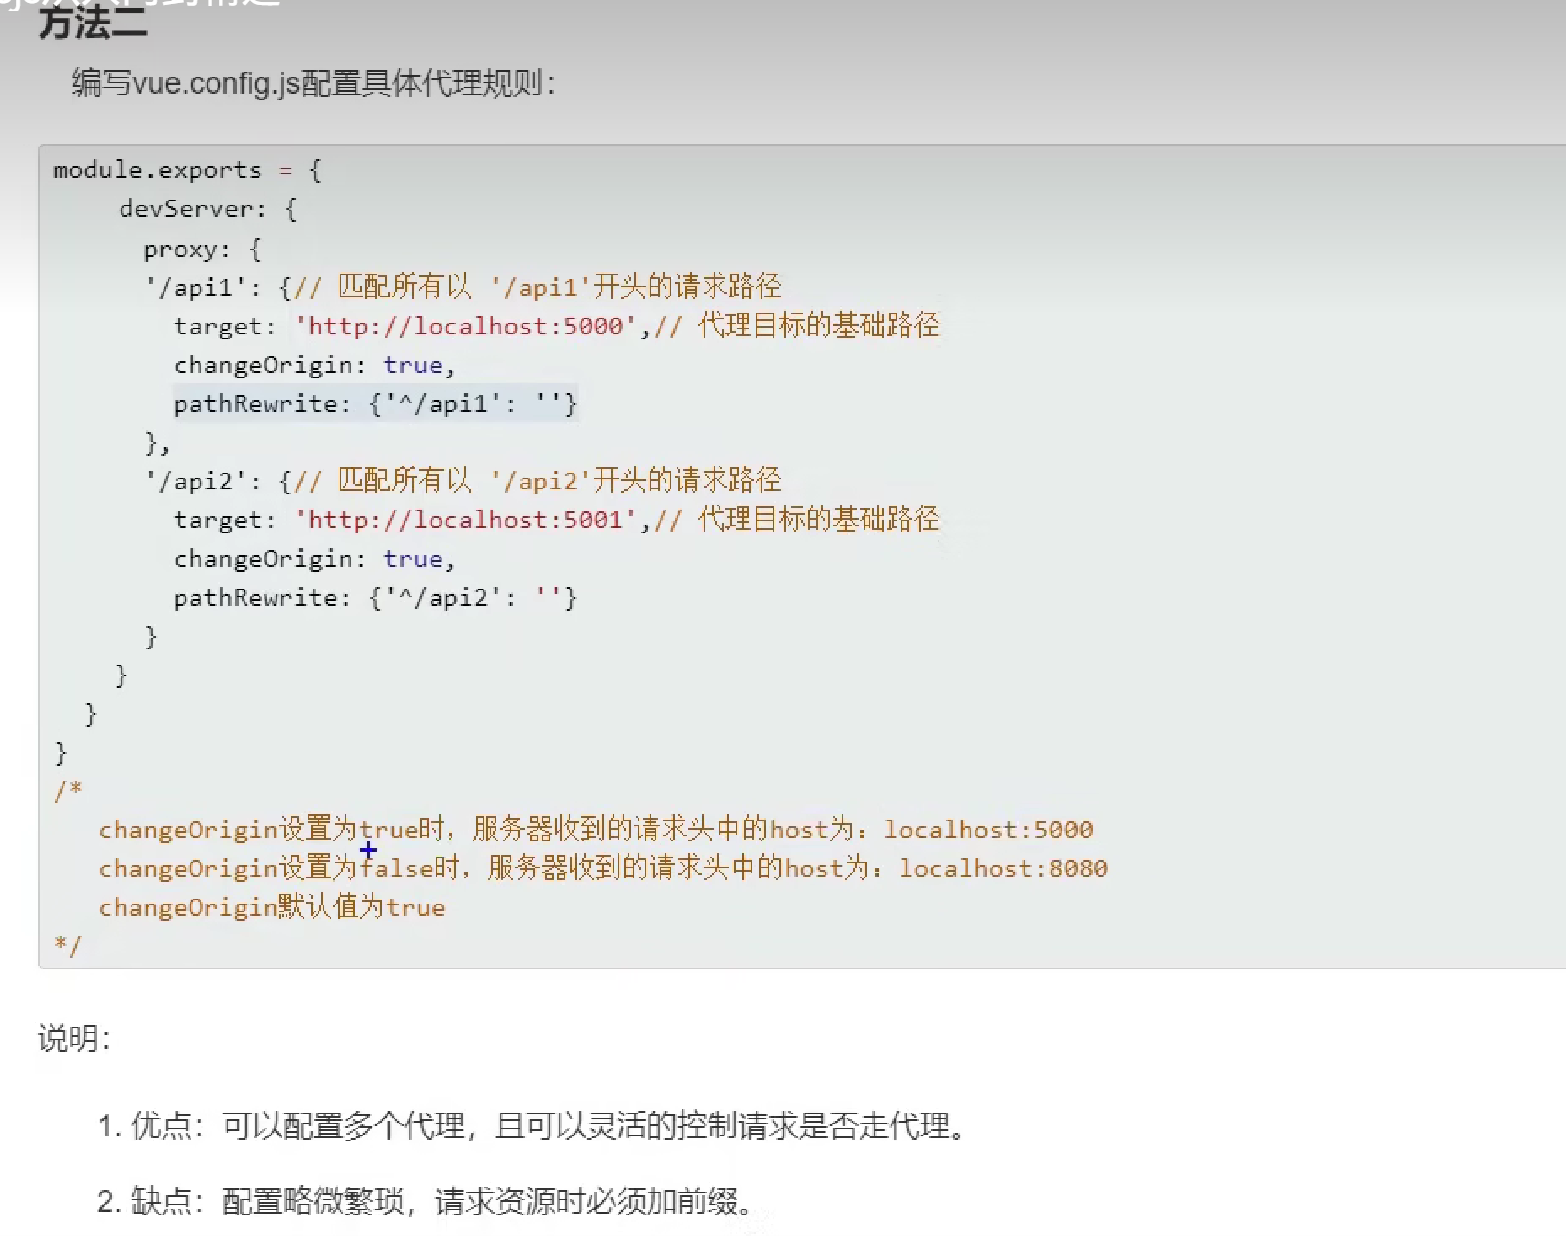 方法二
编写vue.config.js配置具体代理规则：
module.exports = {
devServer: {
proxy: {
'/api1': {// 匹配所有以 '/api1'开头的请求路径
target: 'http://localhost:5000',// 代理目标的基础路径
changeOrigin: true,
pathRewrite: {'^/api1': ''}
},
'/api2': {// 匹配所有以 '/api2'开头的请求路径
target: 'http://localhost:5001',// 代理目标的基础路径
changeOrigin: true,
pathRewrite: {'^/api2': ''}
}
}
}
}
/*
changeOrigin设置为true时，服务器收到的请求头中的host为：localhost:5000
changeOrigin设置为false时，服务器收到的请求头中的host为：localhost:8080
changeOrigin默认值为true
*/
说明：
1. 优点：可以配置多个代理，且可以灵活的控制请求是否走代理。
2. 缺点：配置略微繁琐，请求资源时必须加前缀。